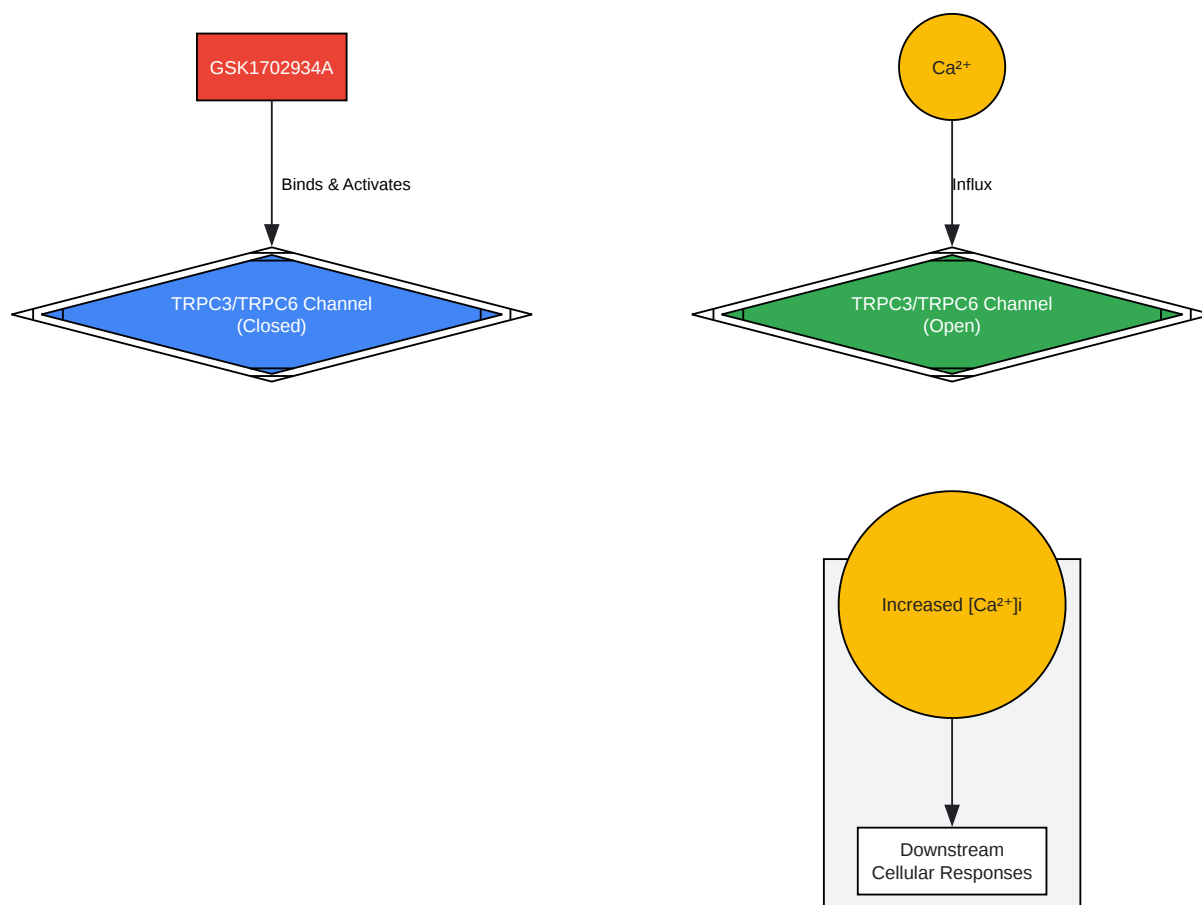 GSK1702934A
Ca²⁺
Binds & Activates
Influx
TRPC3/TRPC6 Channel
(Closed)
TRPC3/TRPC6 Channel
(Open)
Increased [Ca²⁺]i
Downstream
Cellular Responses